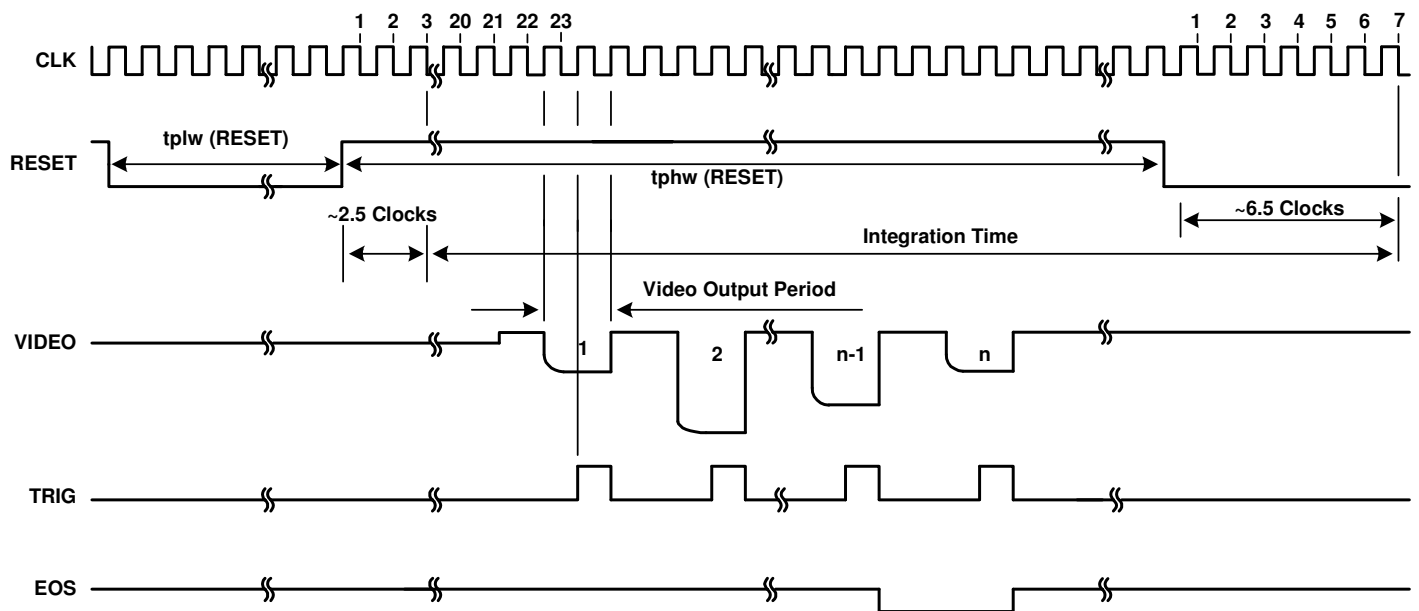 1 2 3 20 21 22 23 1 2 3 4 5 6 7
CLK
tplw (RESET)
RESET
tphw (RESET)
~2.5 Clocks
~6.5 Clocks
Integration Time
Video Output Period
VIDEO
1 2 n-1 n
TRIG
EOS